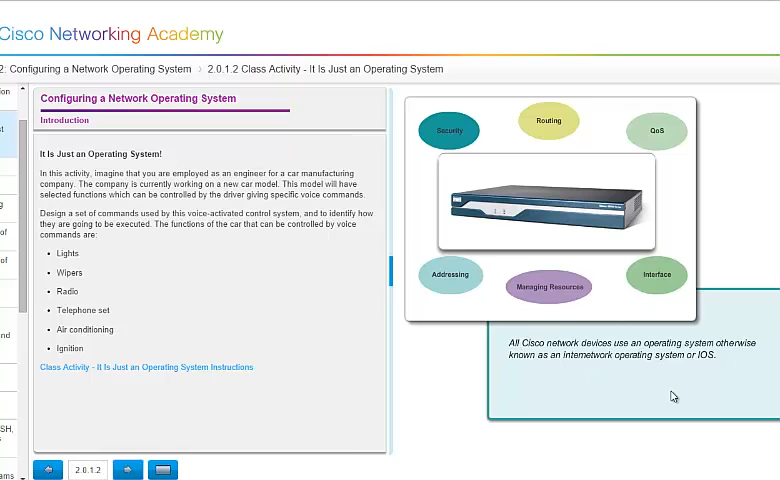 Cisco Networking Academy
2: Configuring a Network Operating System › 2.0.1.2 Class Activity - It Is Just an Operating System
Configuring a Network Operating System
Introduction
It Is Just an Operating System!
In this activity, imagine that you are employed as an engineer for a car manufacturing
company. The company is currently working on a new car model. This model will have
selected functions which can be controlled by the driver giving specific voice commands.
Design a set of commands used by this voice-activated control system, and to identify how
they are going to be executed. The functions of the car that can be controlled by voice
commands are:
• Lights
• Wipers
• Radio
• Telephone set
• Air conditioning
• Ignition
Class Activity - It Is Just an Operating System Instructions
2.0.1.2
Security
Routing
QoS
Addressing
Managing Resources
Interface
All Cisco network devices use an operating system otherwise
known as an internetwork operating system or IOS.